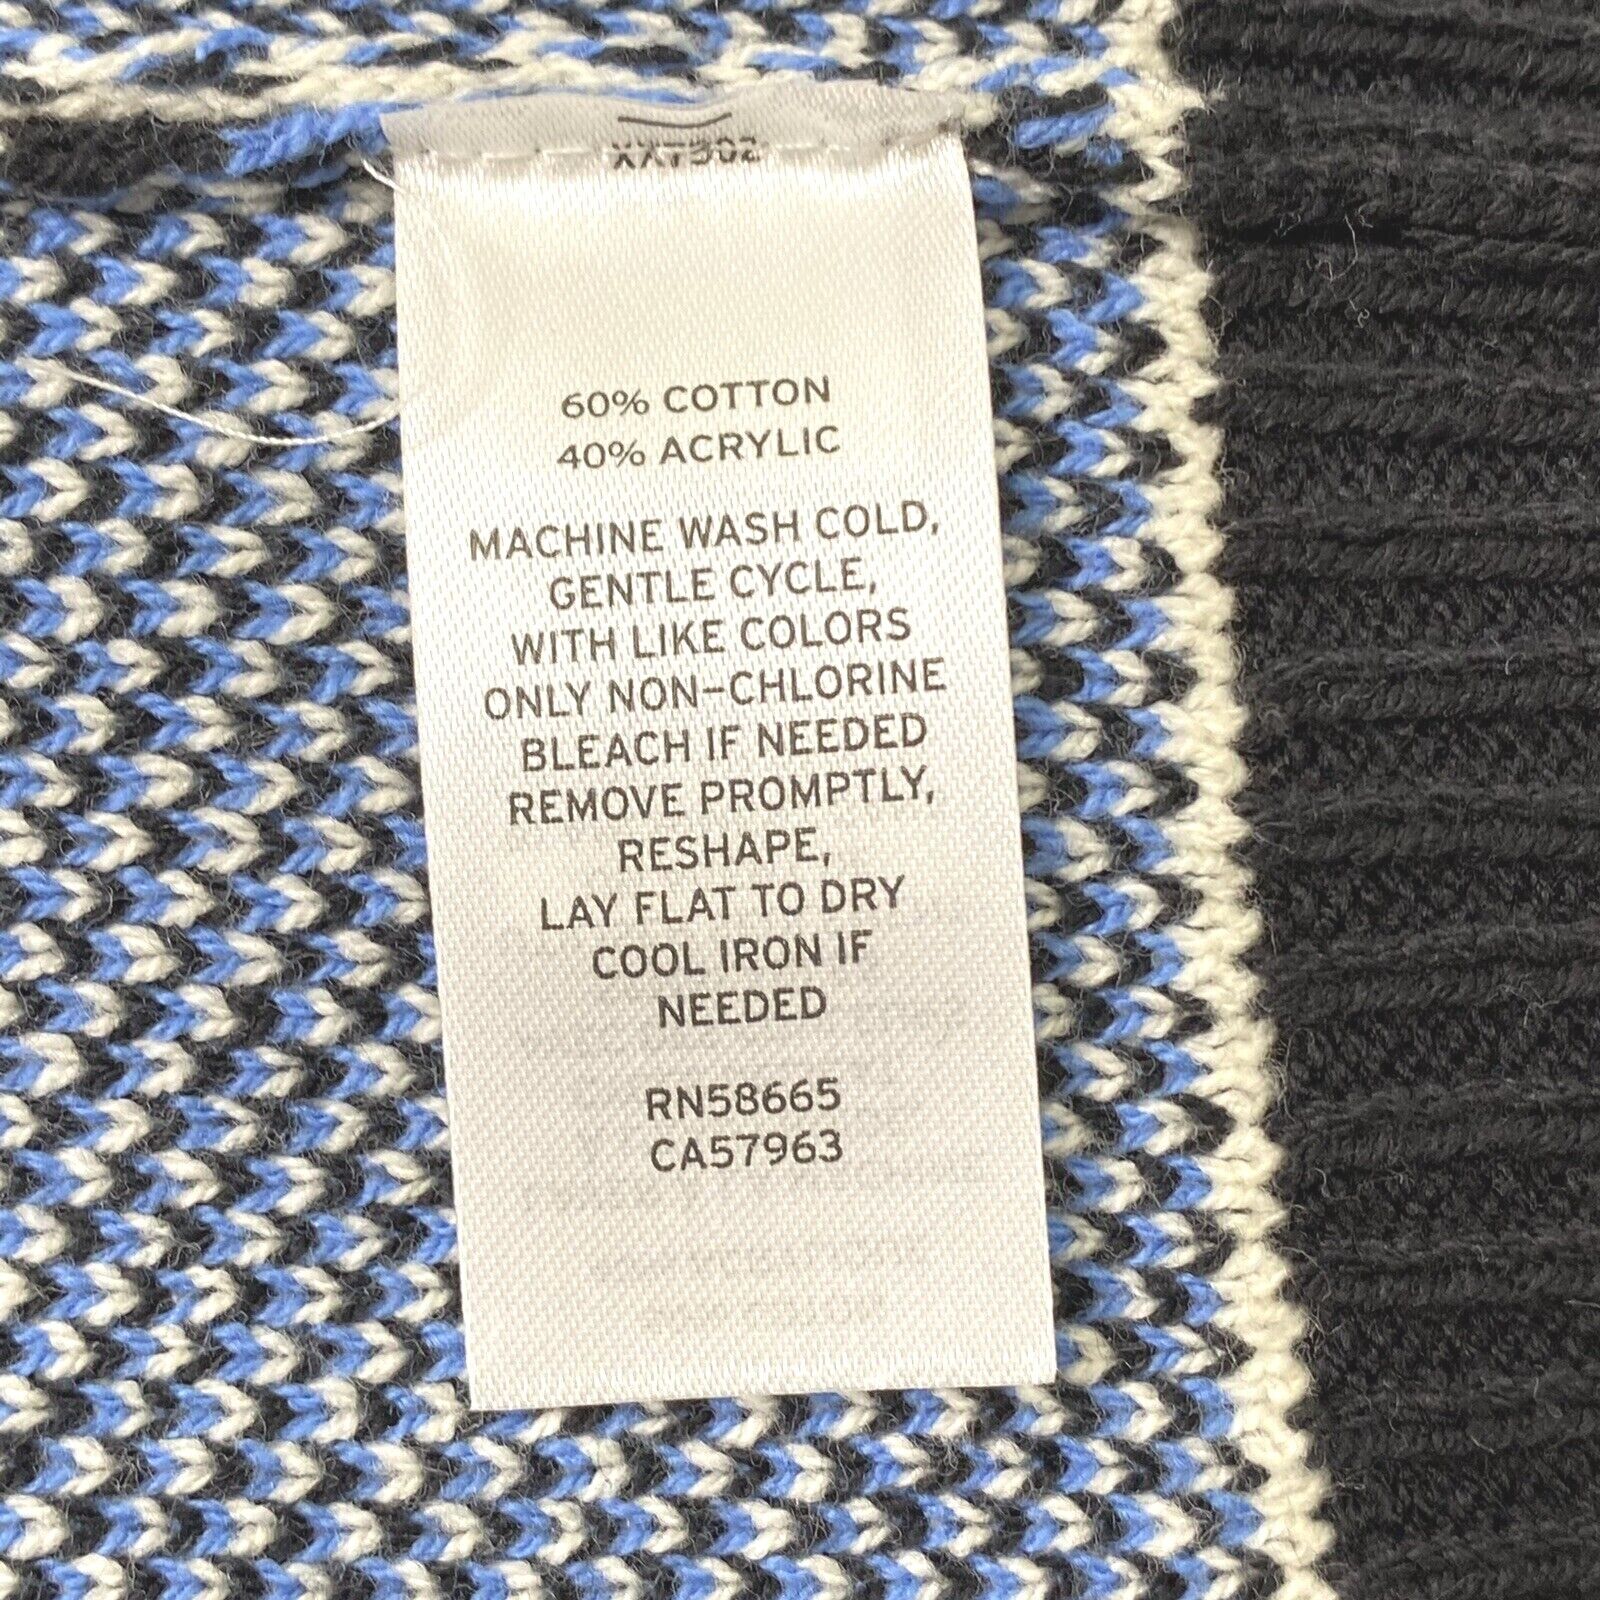 60% COTTON
40% ACRYLIC
MACHINE WASH COLD,
GENTLE CYCLE,
WITH LIKE COLORS
ONLY NON-CHLORINE
BLEACH IF NEEDED
REMOVE PROMPTLY,
RESHAPE,
LAY FLAT TO DRY
COOL IRON IF
NEEDED
RN58665
CA57963